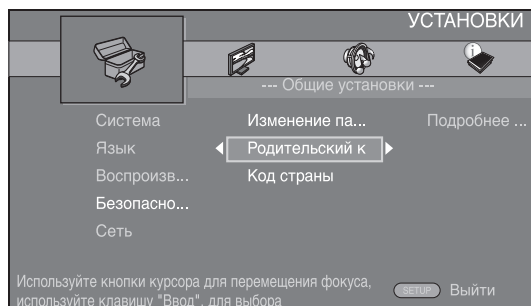 УСТАНОВКИ
--- Общие установки ---
Система
Изменение па...
Подробнее ...
Язык
Родительский к
Воспроизв...
Код страны
Безопасно...
Сеть
Используйте кнопки курсора для перемещения фокуса,
используйте клавишу "Ввод", для выбора
SETUP Выйти